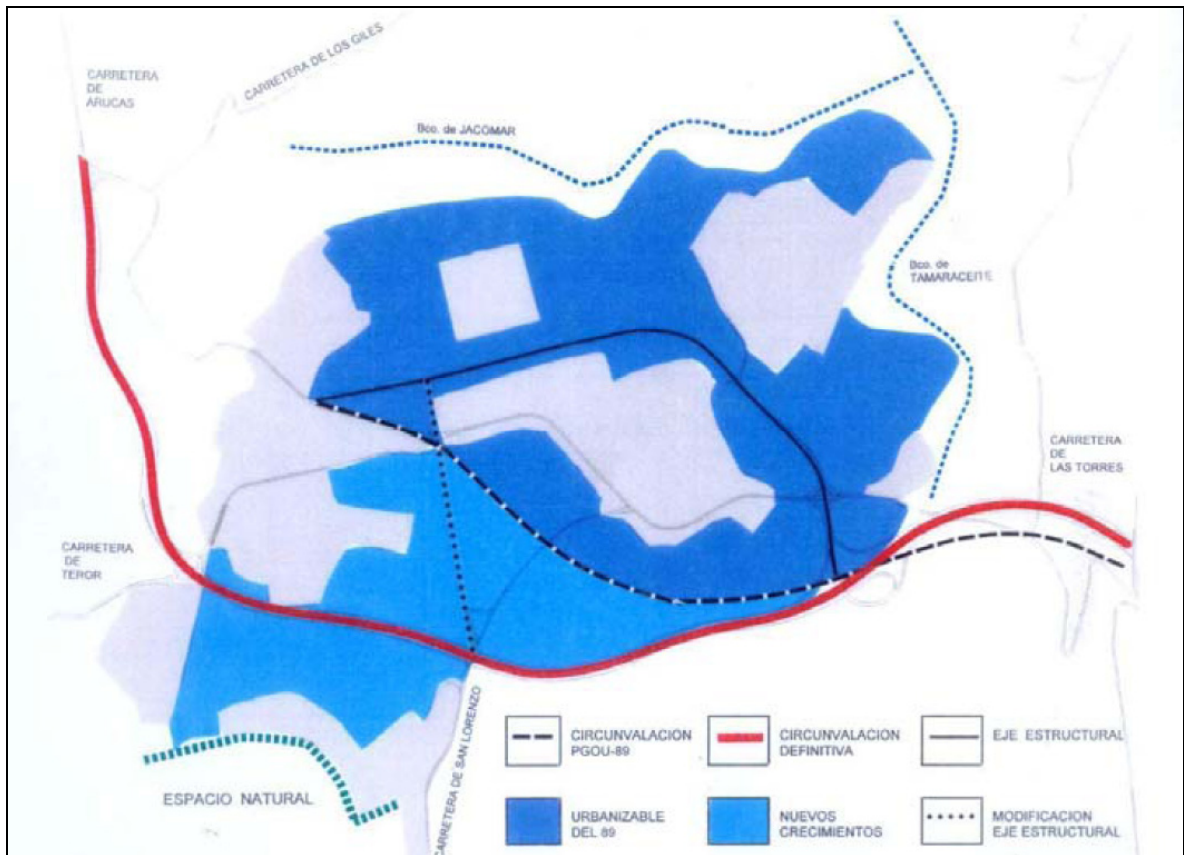 CARRETERA
DE
ARUCAS
CARRETERA DE LOS GILES
Bco. de JACOMAR
Bco. de
TAMARACEITE
CARRETERA
DE
LAS TORRES
CARRETERA
DE
TEROR
CARRETERA DE SAN LORENZO
ESPACIO NATURAL
CIRCUNVALACION
PGOU-89
CIRCUNVALACION
DEFINITIVA
EJE ESTRUCTURAL
URBANIZABLE
DEL 89
NUEVOS
CRECIMIENTOS
MODIFICACION
EJE ESTRUCTURAL